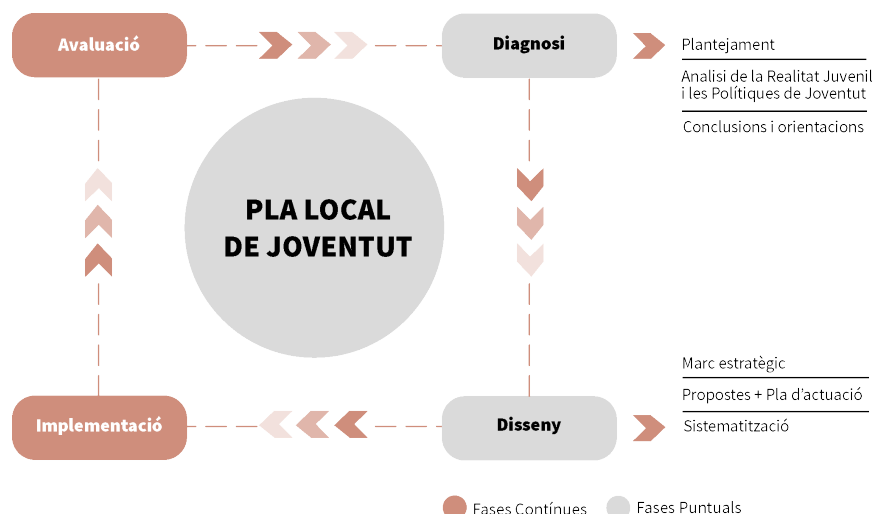 Avaluació
Diagnosi
Plantejament
Analisi de la Realitat Juvenil
i les Polítiques de Joventut
Conclusions i orientacions
PLA LOCAL
DE JOVENTUT
Marc estratègic
Propostes + Pla d'actuació
Sistematització
Implementació
Disseny
Fases Contínues
Fases Puntuals